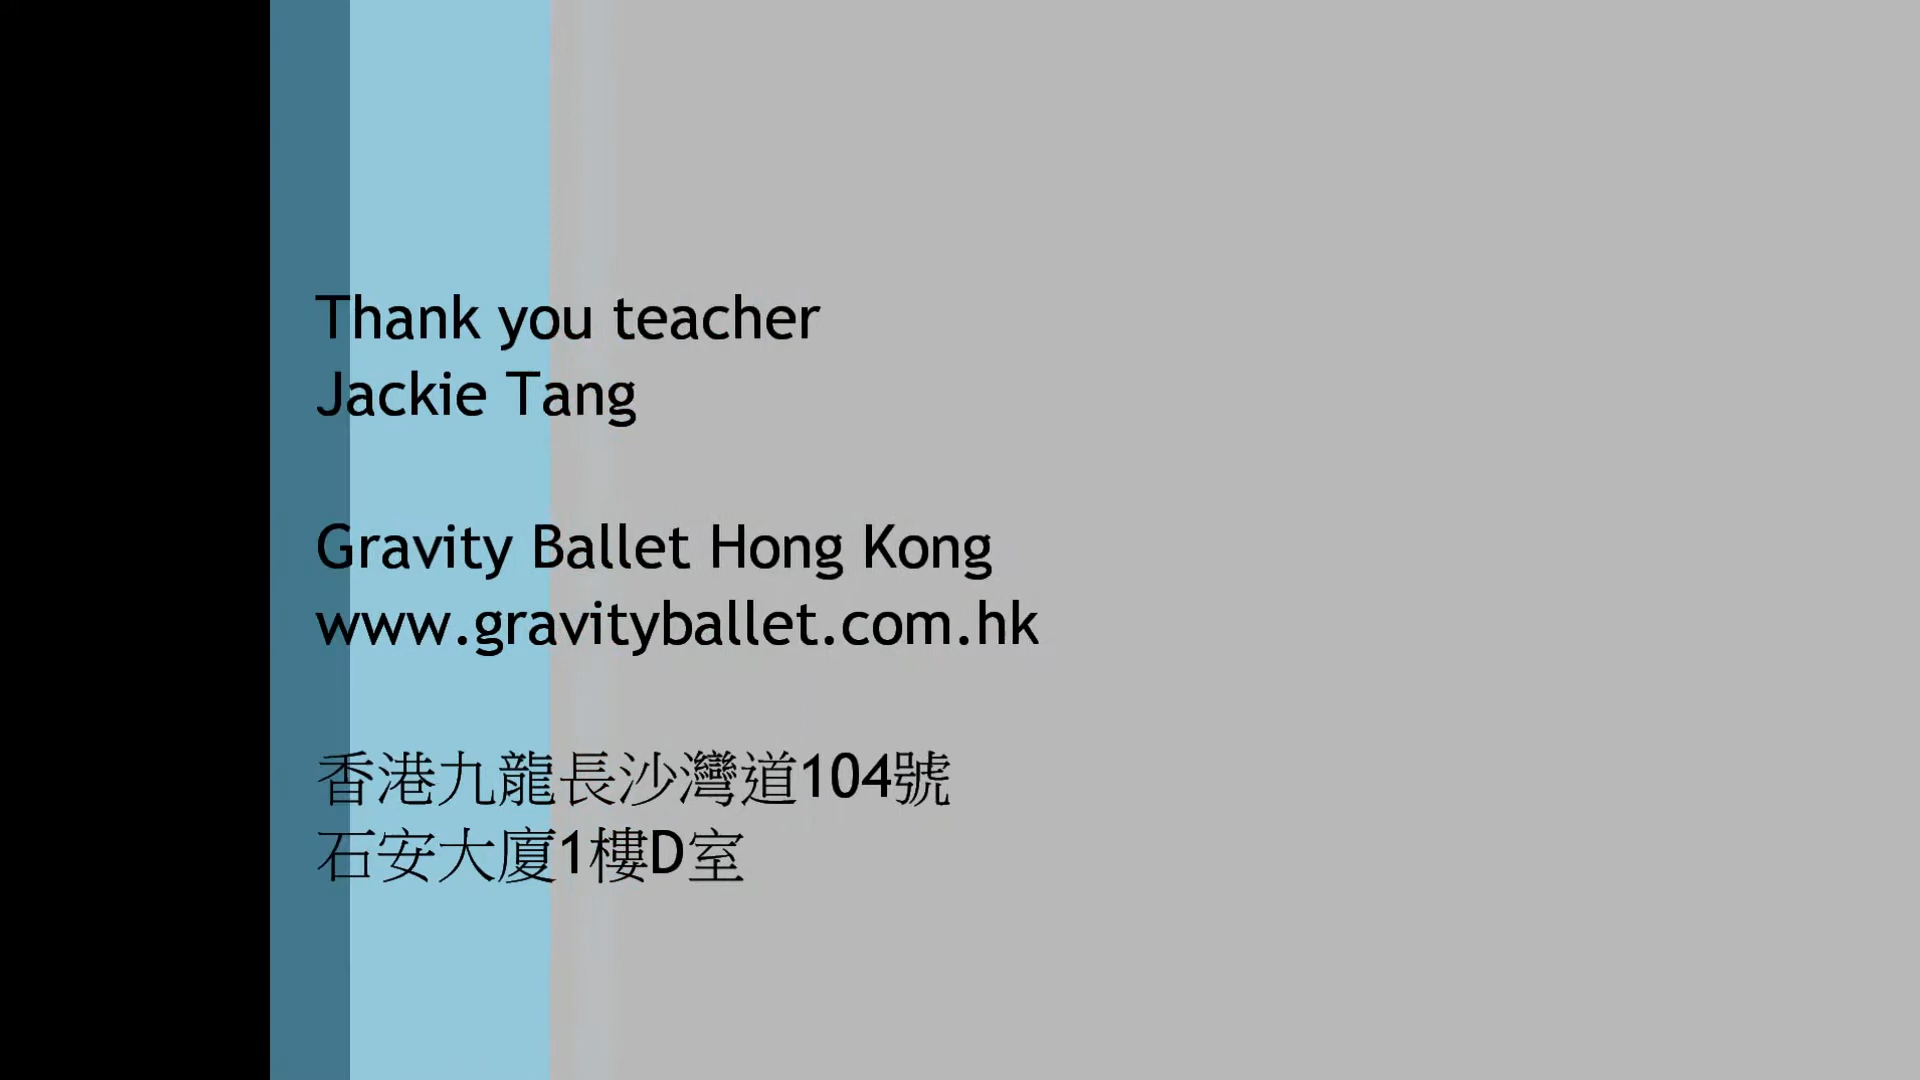 Thank you teacher
Jackie Tang
Gravity Ballet Hong Kong
www.gravityballet.com.hk
香港九龍長沙灣道104號
石安大廈1樓D室